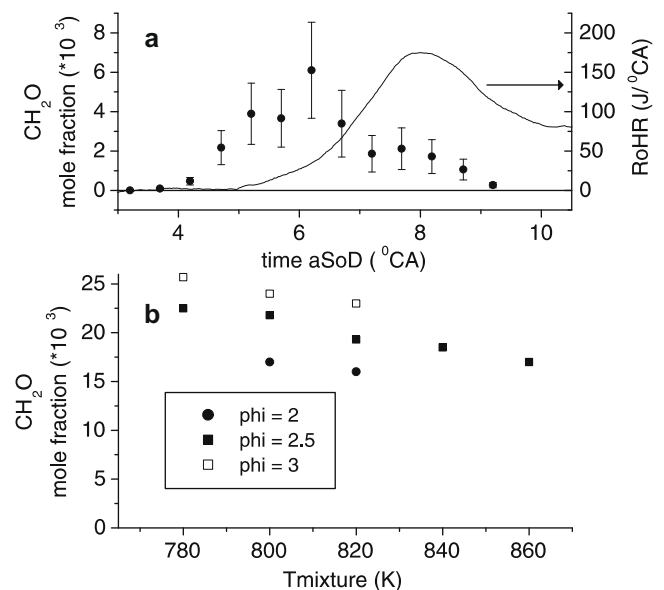 a
8
6
4
2
0
CH2O
mole fraction (*10^3)
200
150
100
50
0
RoHR (J/^0CA)
4
6
8
10
time aSoD (^0CA)
b
25
20
15
10
5
0
CH2O
mole fraction (*10^3)
phi = 2
phi = 2.5
phi = 3
780
800
820
840
860
Tmixture (K)